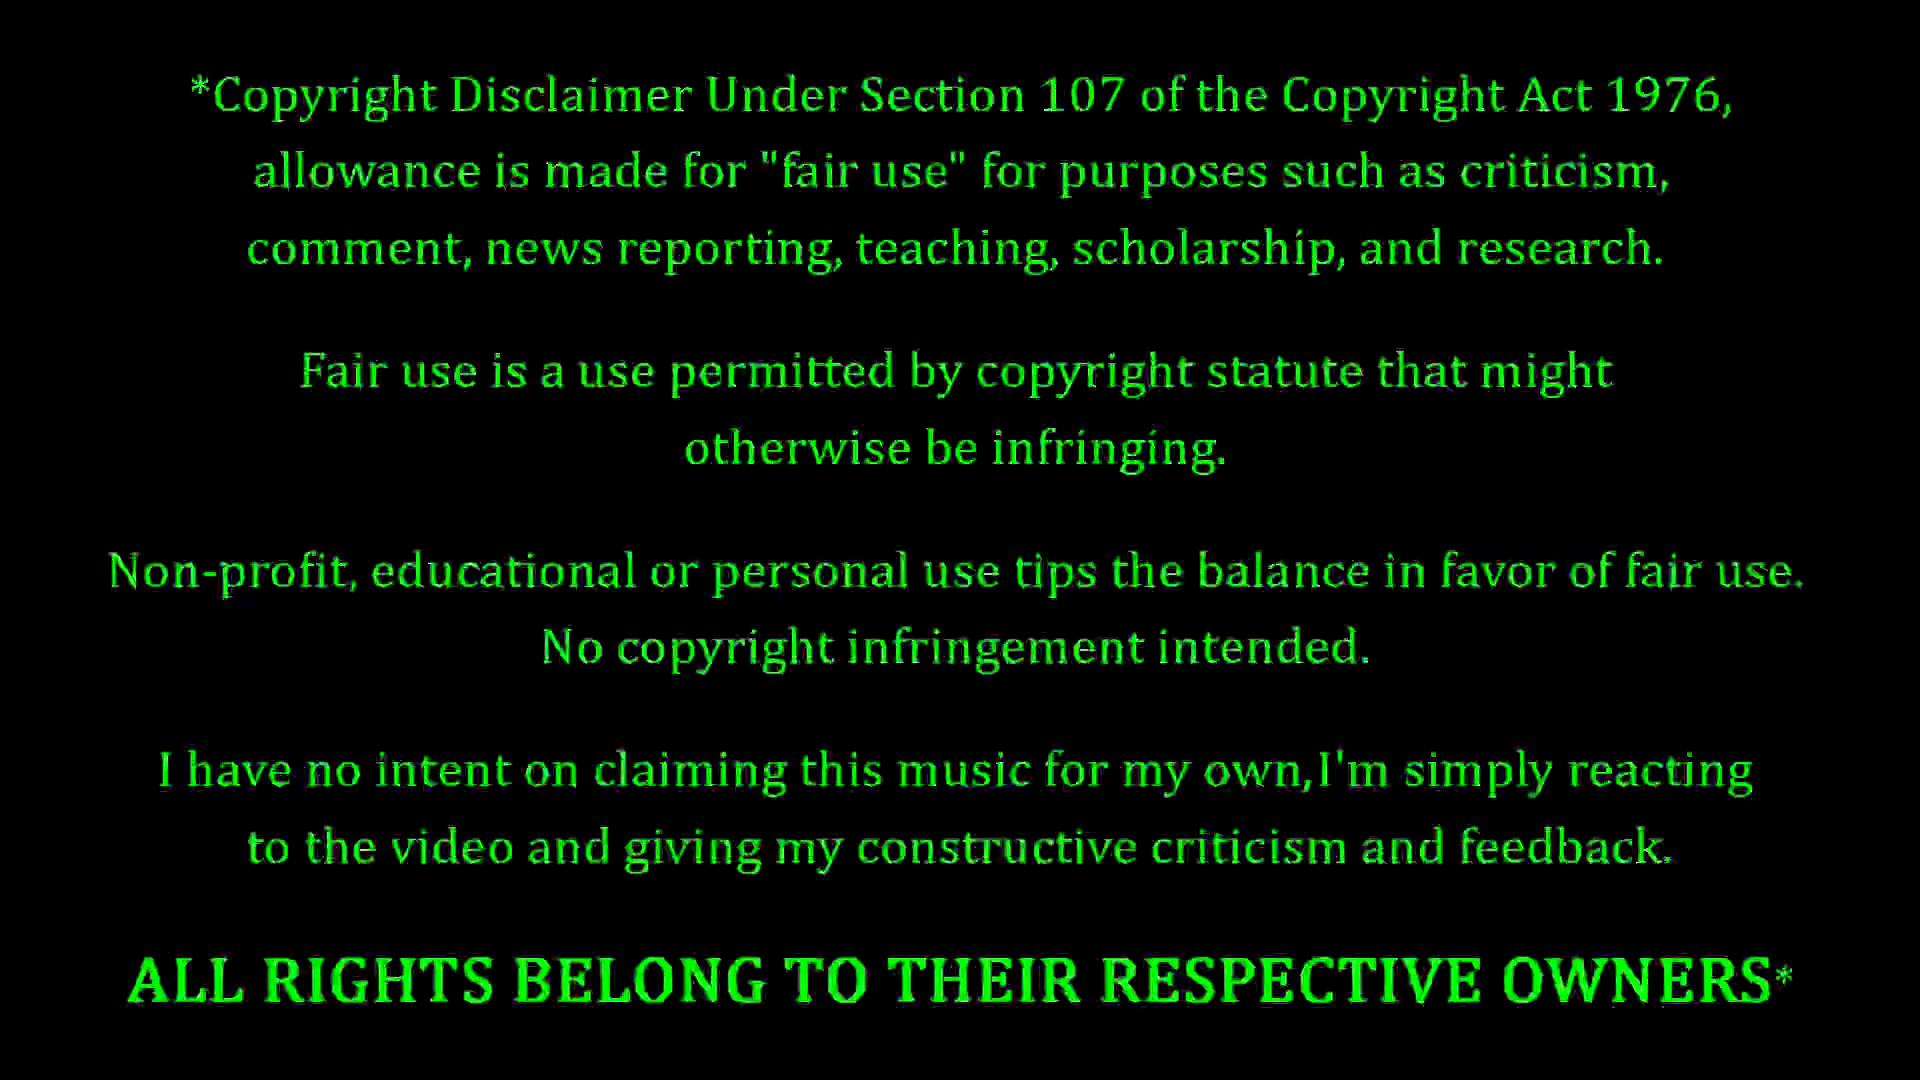 *Copyright Disclaimer Under Section 107 of the Copyright Act 1976,
allowance is made for "fair use" for purposes such as criticism,
comment, news reporting, teaching, scholarship, and research.
Fair use is a use permitted by copyright statute that might
otherwise be infringing.
Non-profit, educational or personal use tips the balance in favor of fair use.
No copyright infringement intended.
I have no intent on claiming this music for my own,I'm simply reacting
to the video and giving my constructive criticism and feedback.
ALL RIGHTS BELONG TO THEIR RESPECTIVE OWNERS*